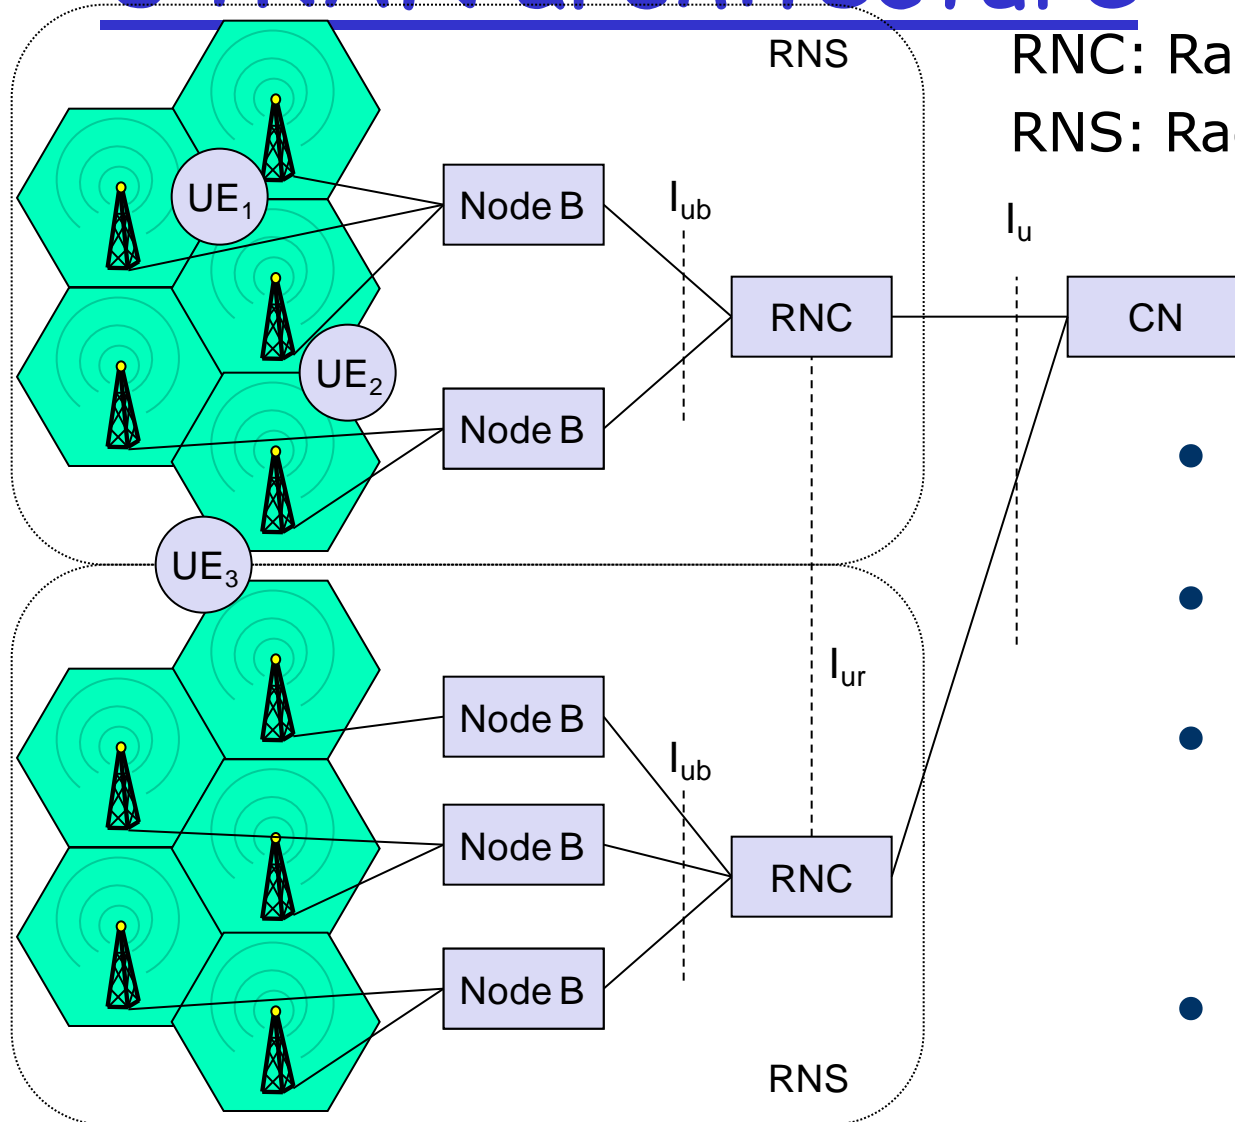 RNS
RNC: Ra
RNS: Ra
UE1
Node B
Iub
Iu
RNC
CN
UE2
Node B
UE3
Iur
Node B
Iub
Node B
RNC
Node B
RNS